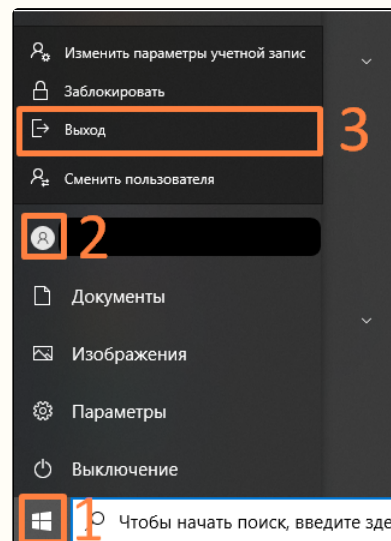 Изменить параметры учетной запис
Заблокировать
Выход
3
Сменить пользователя
2
Документы
Изображения
Параметры
Выключение
1
Чтобы начать поиск, введите зде